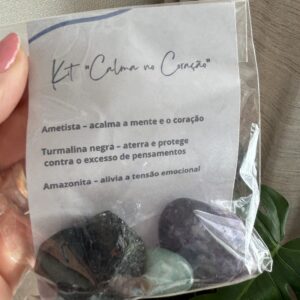 Kit "Calma no Coração"
Ametista – acalma a mente e o coração
Turmalina negra – aterra e protege
contra o excesso de pensamentos
Amazonita – alivia a tensão emocional